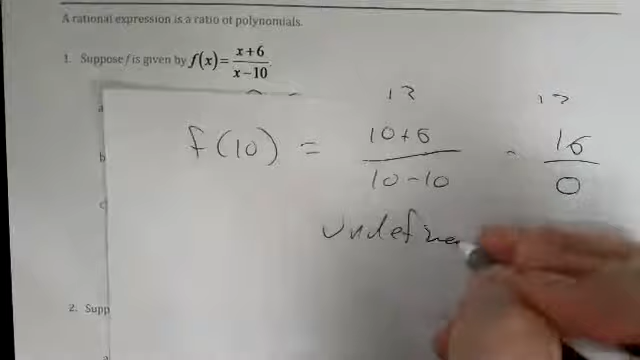 A rational expression is a ratio of polynomials.
1. Suppose f is given by f(x) = x+6 / x−10.
a
b
c
f(10) = 10+6 / 10-10 - 16 / 0
undefine
2. Supp
a